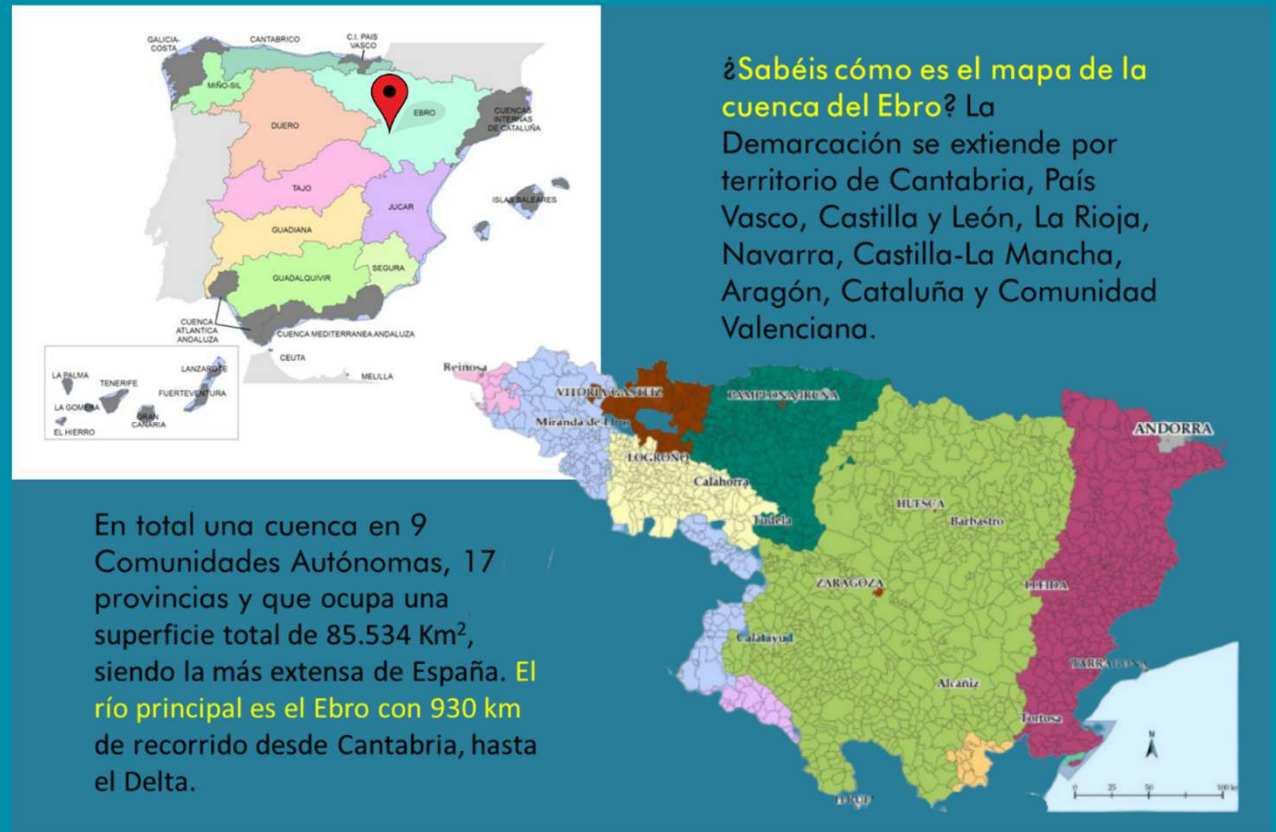 GALICIA-
COSTA
CANTABRICO
C.I. PAIS
VASCO
MIÑO-SIL
DUERO
EBRO
CUENCAS
INTERNAS
DE CATALUÑA
TAJO
JUCAR
ISLAS BALEARES
GUADIANA
SEGURA
GUADALQUIVIR
CUENCA
ATLANTICA
ANDALUZA
CUENCA MEDITERRANEA ANDALUZA
CEUTA
MELILLA
LA PALMA
TENERIFE
LANZAROTE
FUERTEVENTURA
LA GOMERA
GRAN
CANARIA
EL HIERRO
¿Sabéis cómo es el mapa de la
cuenca del Ebro? La
Demarcación se extiende por
territorio de Cantabria, País
Vasco, Castilla y León, La Rioja,
Navarra, Castilla-La Mancha,
Aragón, Cataluña y Comunidad
Valenciana.
Reinosa
VITORIA-GASTEIZ
PAMPLONA/IRUÑA
Miranda de Ebro
ANDORRA
LOGROÑO
Calahorra
HUESCA
Barbastro
Tudela
ZARAGOZA
LLEIDA
Calatayud
TARRAGONA
Alcañiz
Tortosa
TERUEL
N
0 25 50 100 km
En total una cuenca en 9
Comunidades Autónomas, 17
provincias y que ocupa una
superficie total de 85.534 Km²,
siendo la más extensa de España. El
río principal es el Ebro con 930 km
de recorrido desde Cantabria, hasta
el Delta.